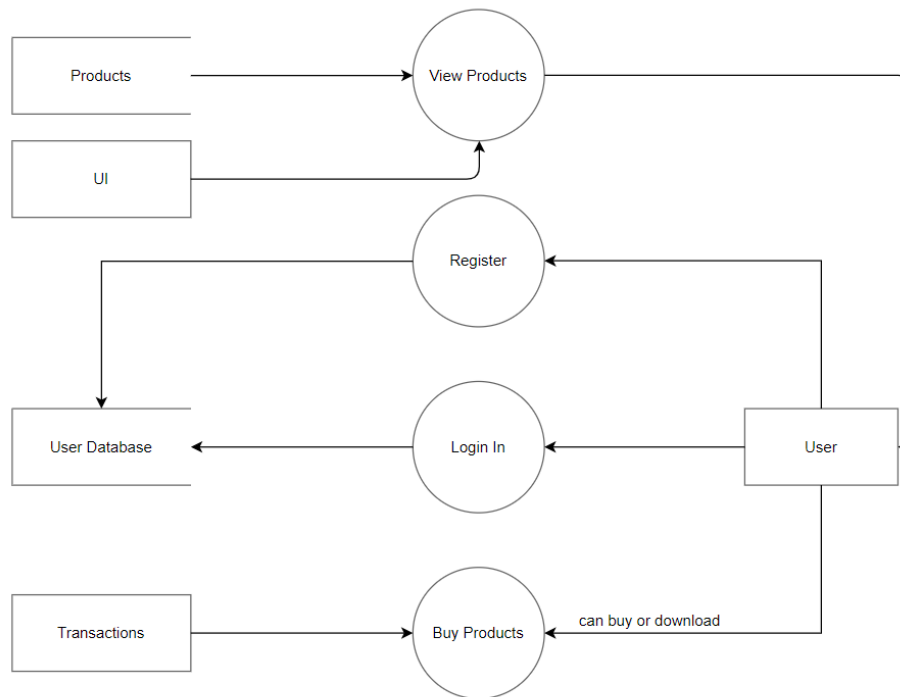 Products
View Products
UI
Register
User Database
Login In
User
Transactions
Buy Products
can buy or download